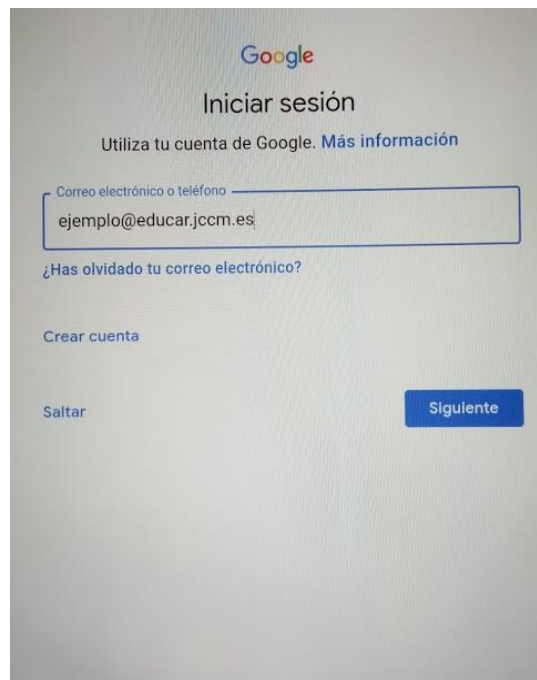 Google
Iniciar sesión
Utiliza tu cuenta de Google. Más información
Correo electrónico o teléfono
ejemplo@educar.jccm.es
¿Has olvidado tu correo electrónico?
Crear cuenta
Saltar
Siguiente